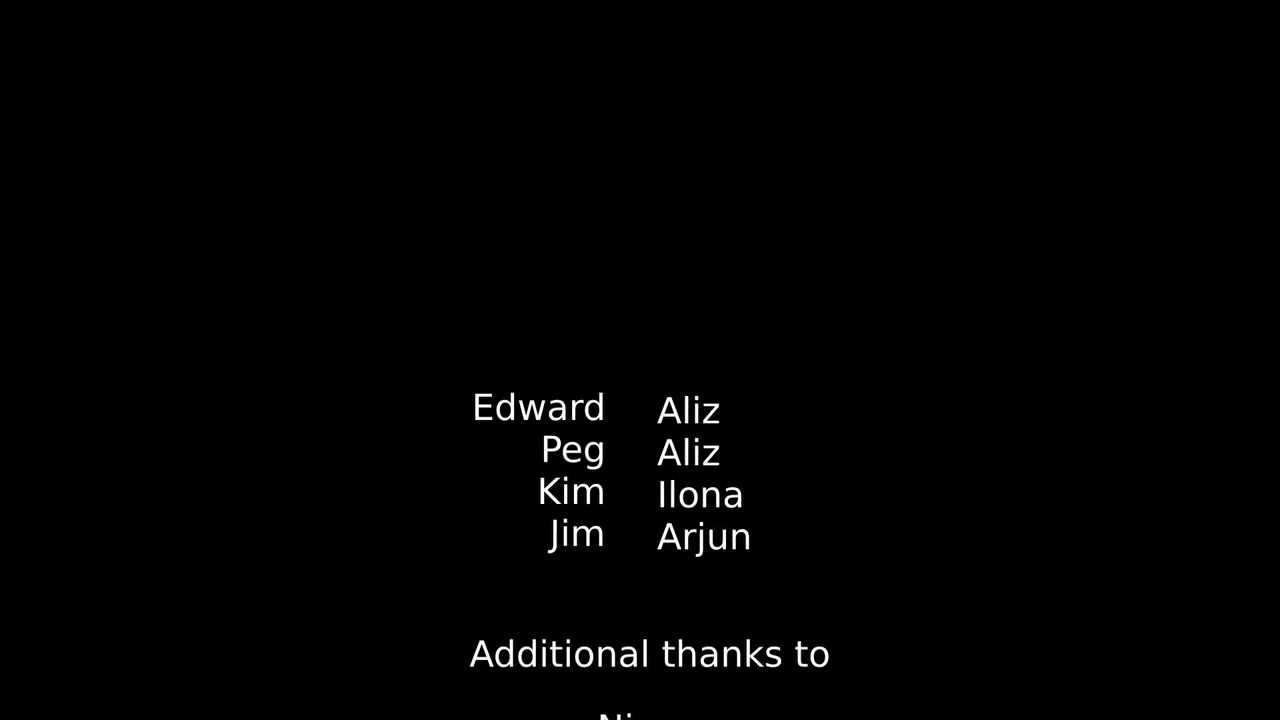 Edward Aliz
Peg Aliz
Kim Ilona
Jim Arjun
Additional thanks to